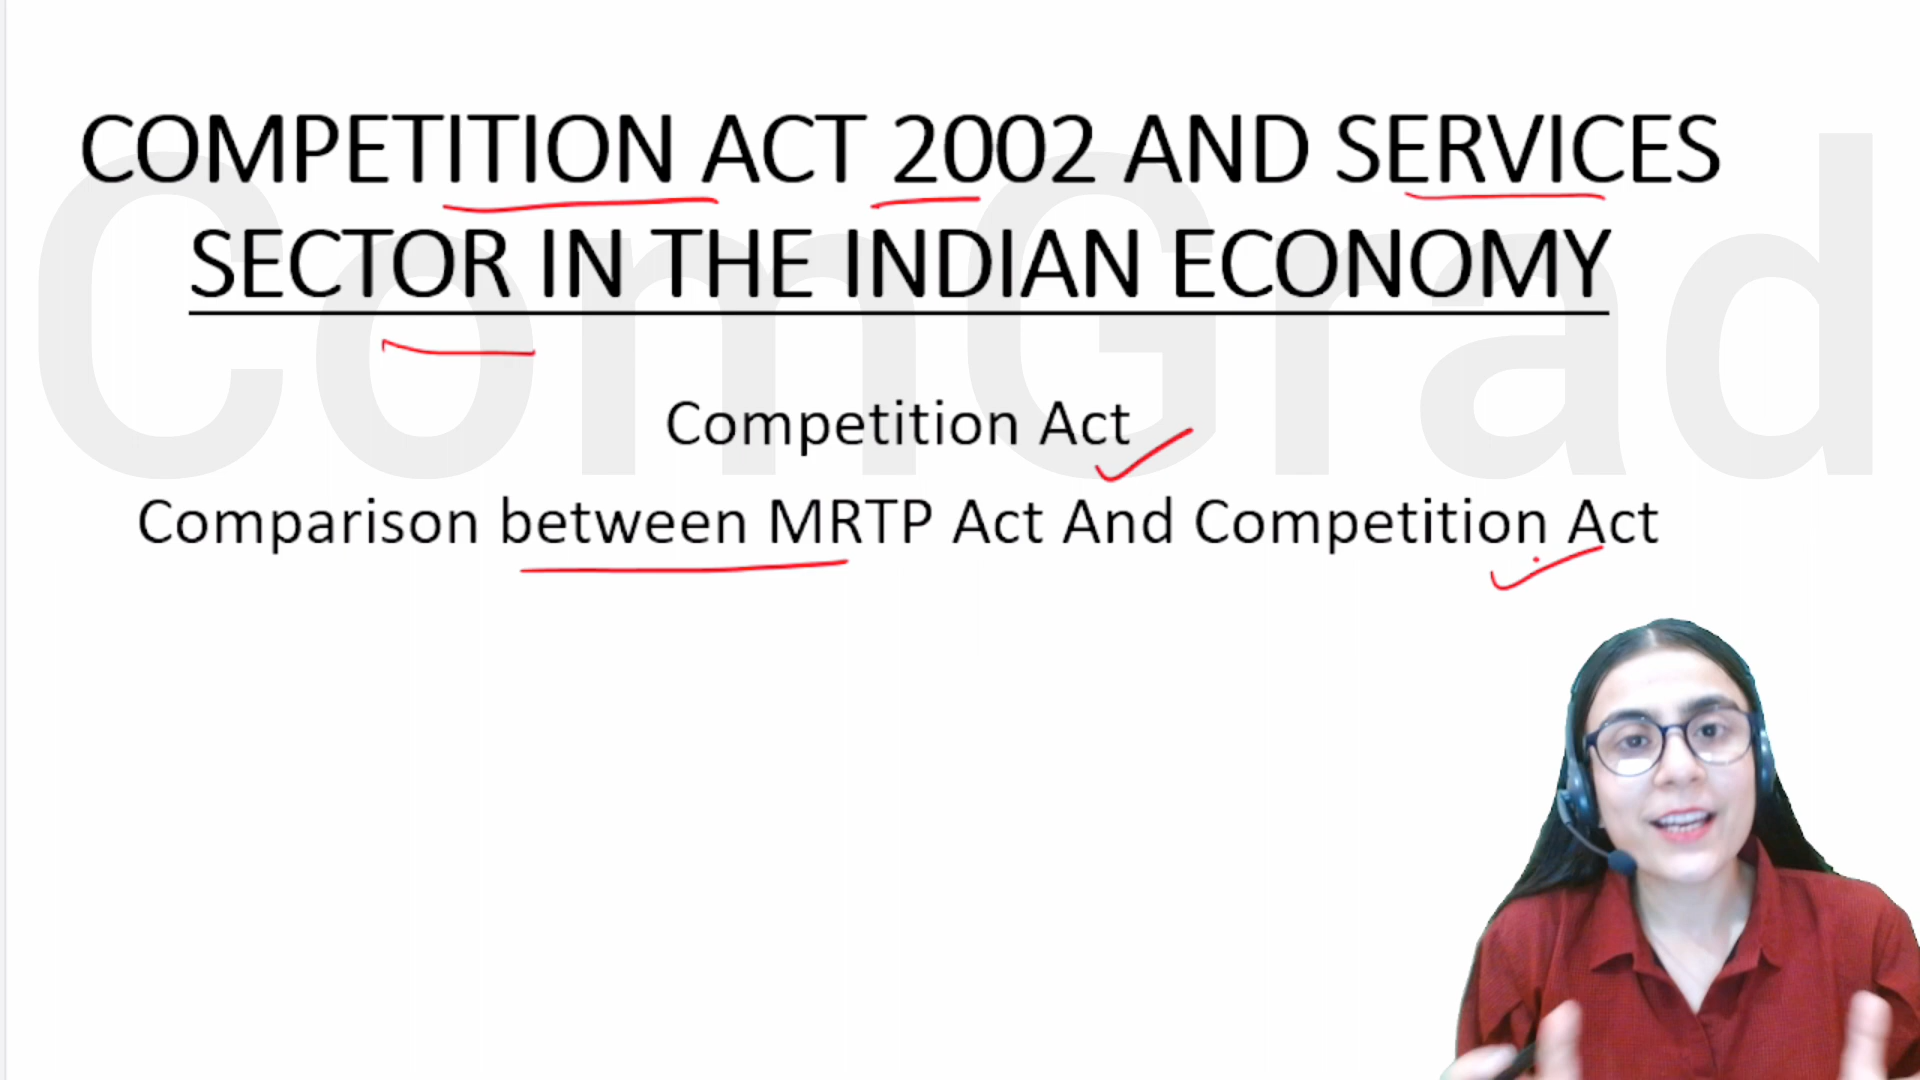 COMPETITION ACT 2002 AND SERVICES
SECTOR IN THE INDIAN ECONOMY
ComGrad
Competition Act
Comparison between MRTP Act And Competition Act